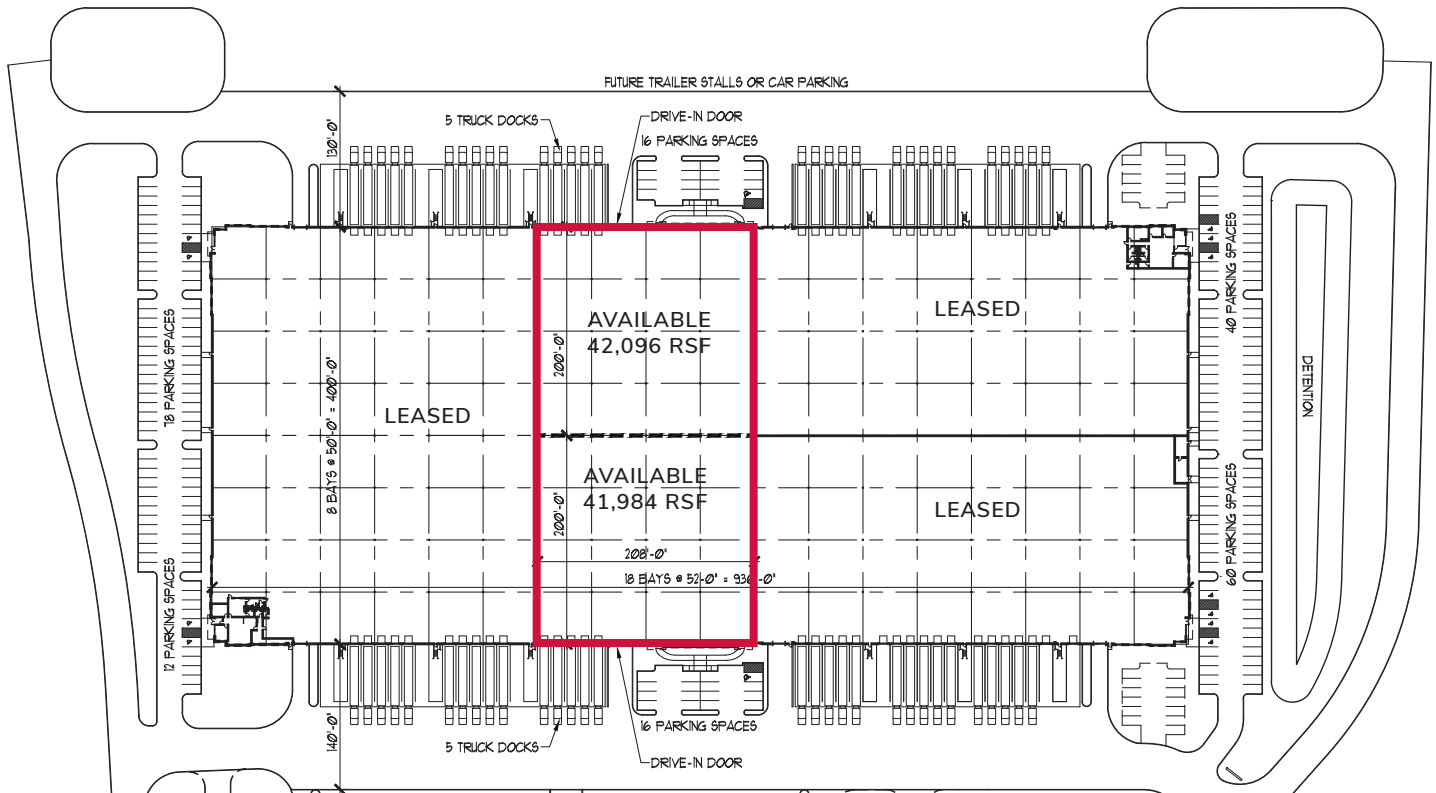 FUTURE TRAILER STALLS OR CAR PARKING
5 TRUCK DOCKS
DRIVE-IN DOOR
16 PARKING SPACES
130'-0"
AVAILABLE
42,096 RSF
200'-0"
LEASED
LEASED
18 PARKING SPACES
8 BAYS @ 50'-0" = 400'-0"
40 PARKING SPACES
DETENTION
AVAILABLE
41,984 RSF
200'-0"
LEASED
208'-0"
18 BAYS @ 52'-0" = 936'-0"
12 PARKING SPACES
60 PARKING SPACES
140'-0"
16 PARKING SPACES
5 TRUCK DOCKS
DRIVE-IN DOOR